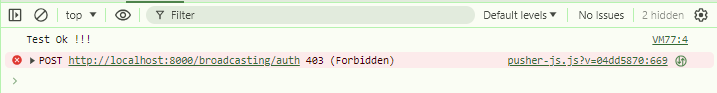 top Filter Default levels No Issues 2 hidden
Test Ok !!! VM77:4
POST http://localhost:8000/broadcasting/auth 403 (Forbidden) pusher-js.js?v=04dd5870:669